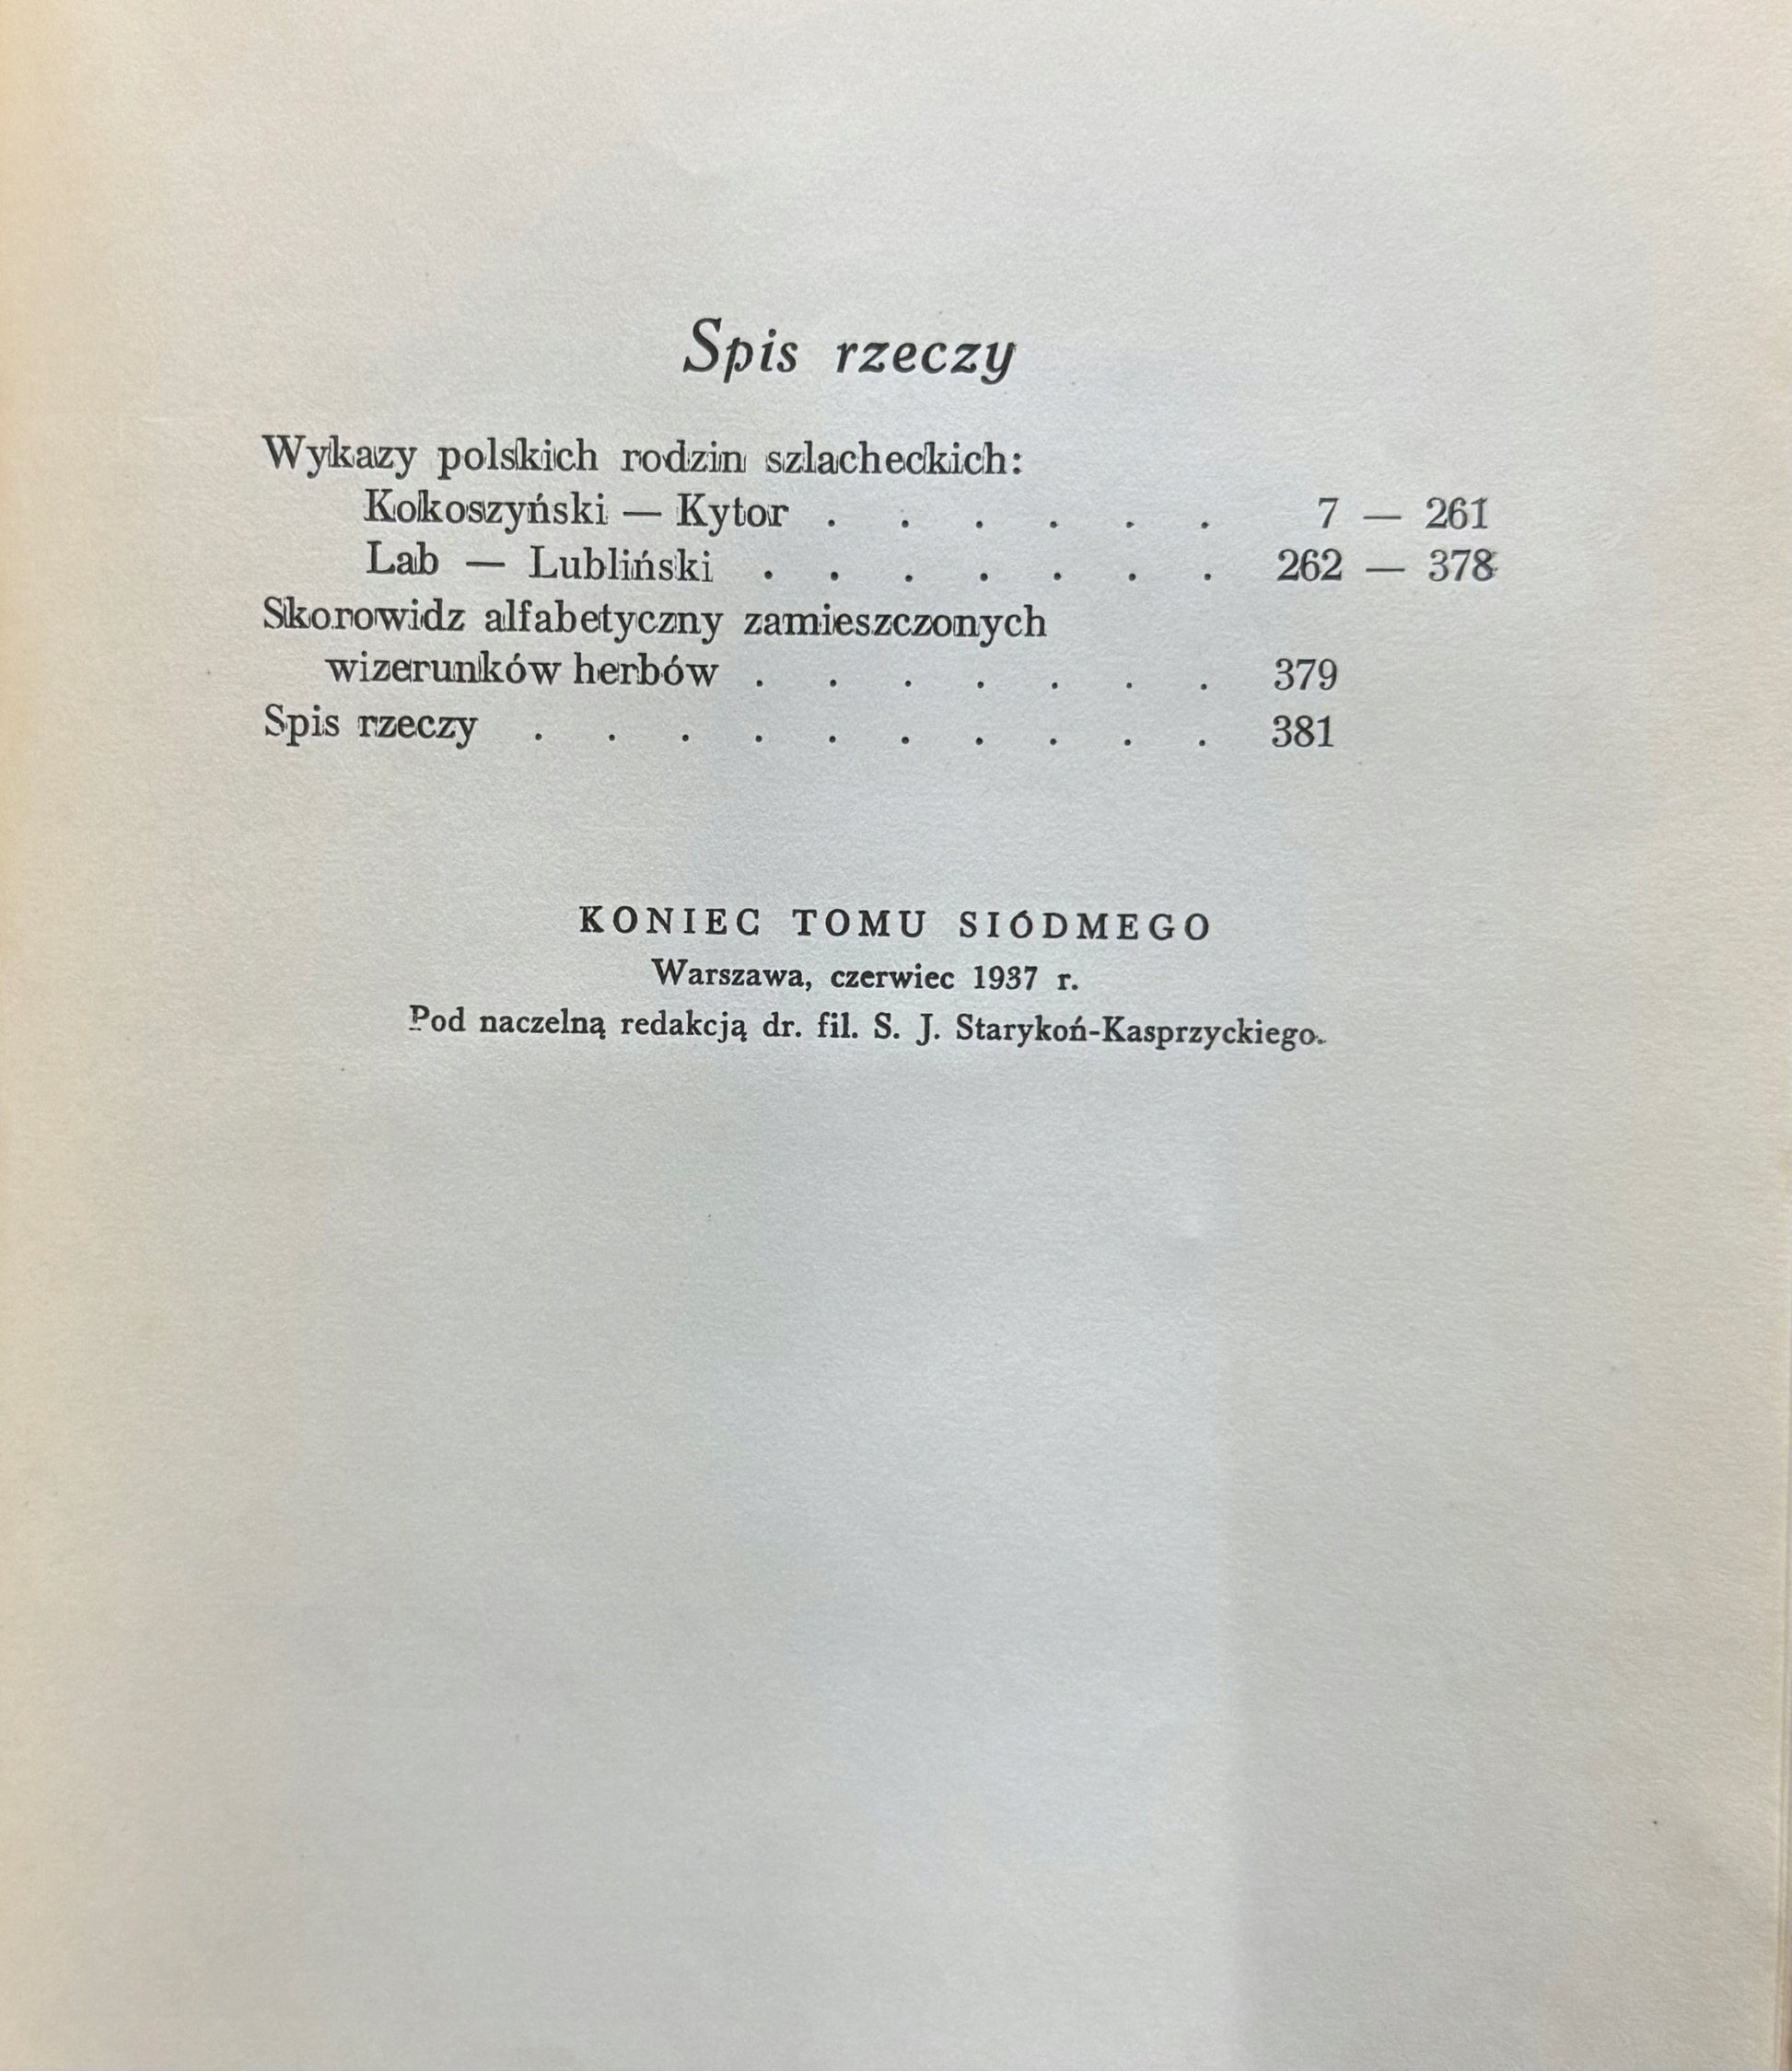 Spis rzeczy
Wykazy polskich rodzin szlacheckich:
Kokoszyński — Kytor . . . . . . 7 — 261
Lab — Lubliński . . . . . . . 262 — 378
Skorowidz alfabetyczny zamieszczonych
wizerunków herbów . . . . . . . 379
Spis rzeczy . . . . . . . . . . 381
KONIEC TOMU SIÓDMEGO
Warszawa, czerwiec 1937 r.
Pod naczelną redakcją dr. fil. S. J. Starykoń-Kasprzyckiego.